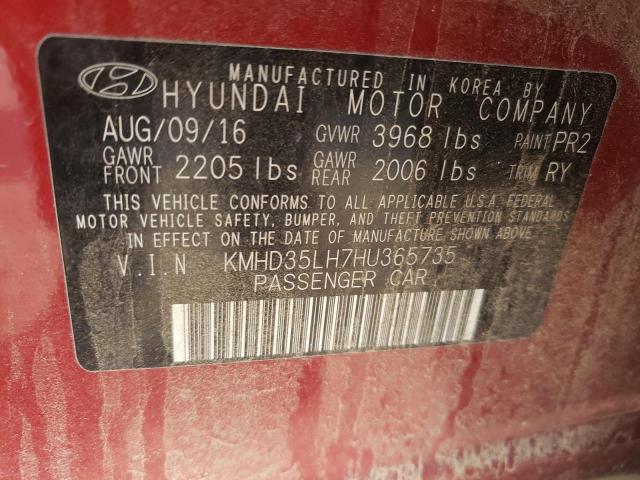 MANUFACTURED IN KOREA BY
HYUNDAI MOTOR COMPANY
AUG/09/16 GVWR 3968 lbs PAINT PR2
GAWR FRONT 2205 lbs GAWR REAR 2006 lbs TRIM RY
THIS VEHICLE CONFORMS TO ALL APPLICABLE U.S.A. FEDERAL
MOTOR VEHICLE SAFETY, BUMPER, AND THEFT PREVENTION STANDARDS
IN EFFECT ON THE DATE OF MANUFACTURE SHOWN ABOVE.
V.I.N KMHD35LH7HU365735
PASSENGER CAR